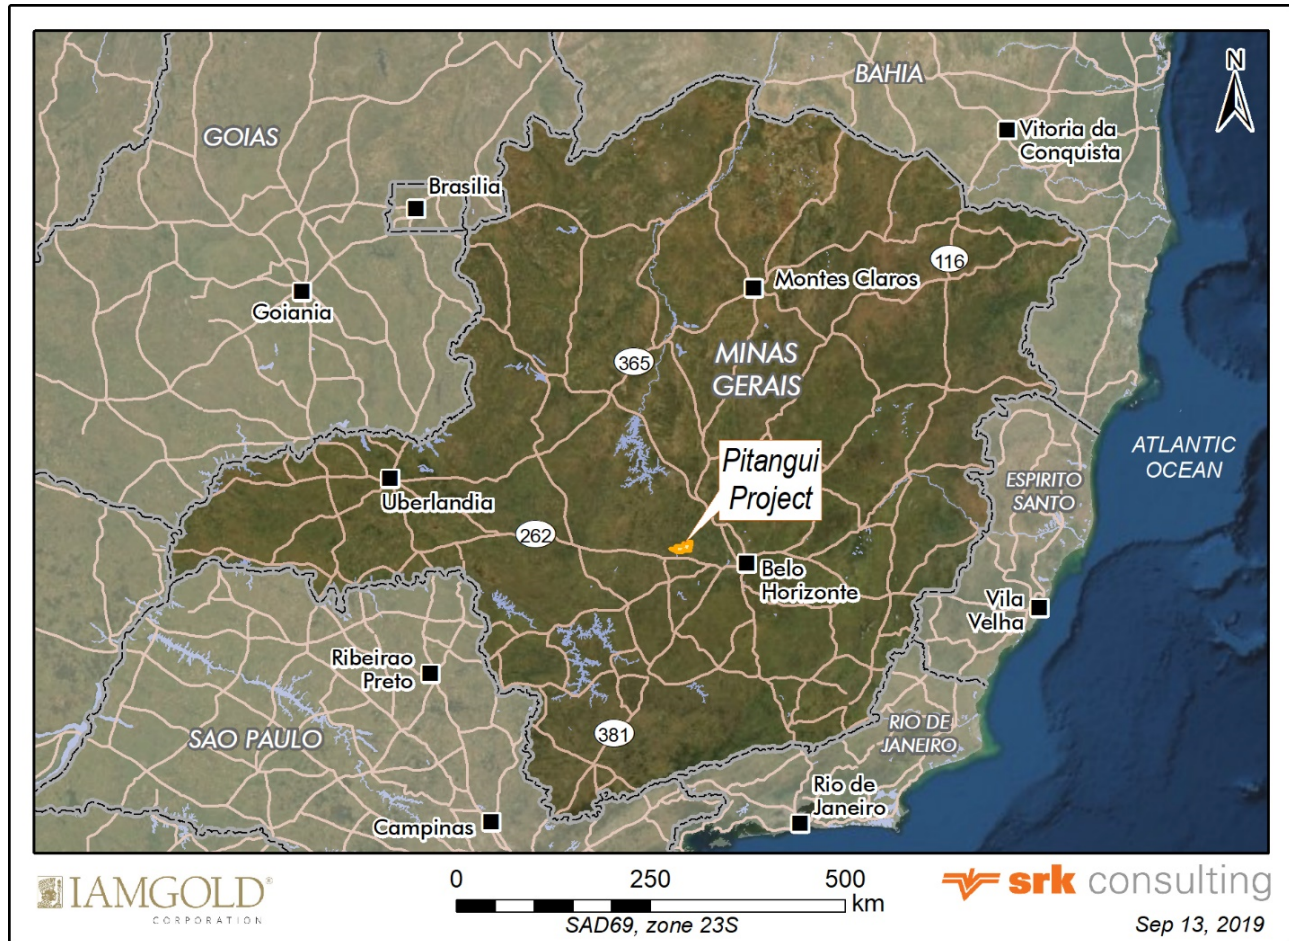 N
BAHIA
GOIAS
Vitoria da
Conquista
Brasilia
116
Montes Claros
Goiania
MINAS
GERAIS
365
ATLANTIC
OCEAN
Pitangui
Project
Uberlandia
ESPIRITO
SANTO
262
Belo
Horizonte
Vila
Velha
Ribeirao
Preto
SAO PAULO
381
RIO DE
JANEIRO
Rio de
Janeiro
Campinas
IAMGOLD®
CORPORATION
0 250 500
km
SAD69, zone 23S
srk consulting
Sep 13, 2019